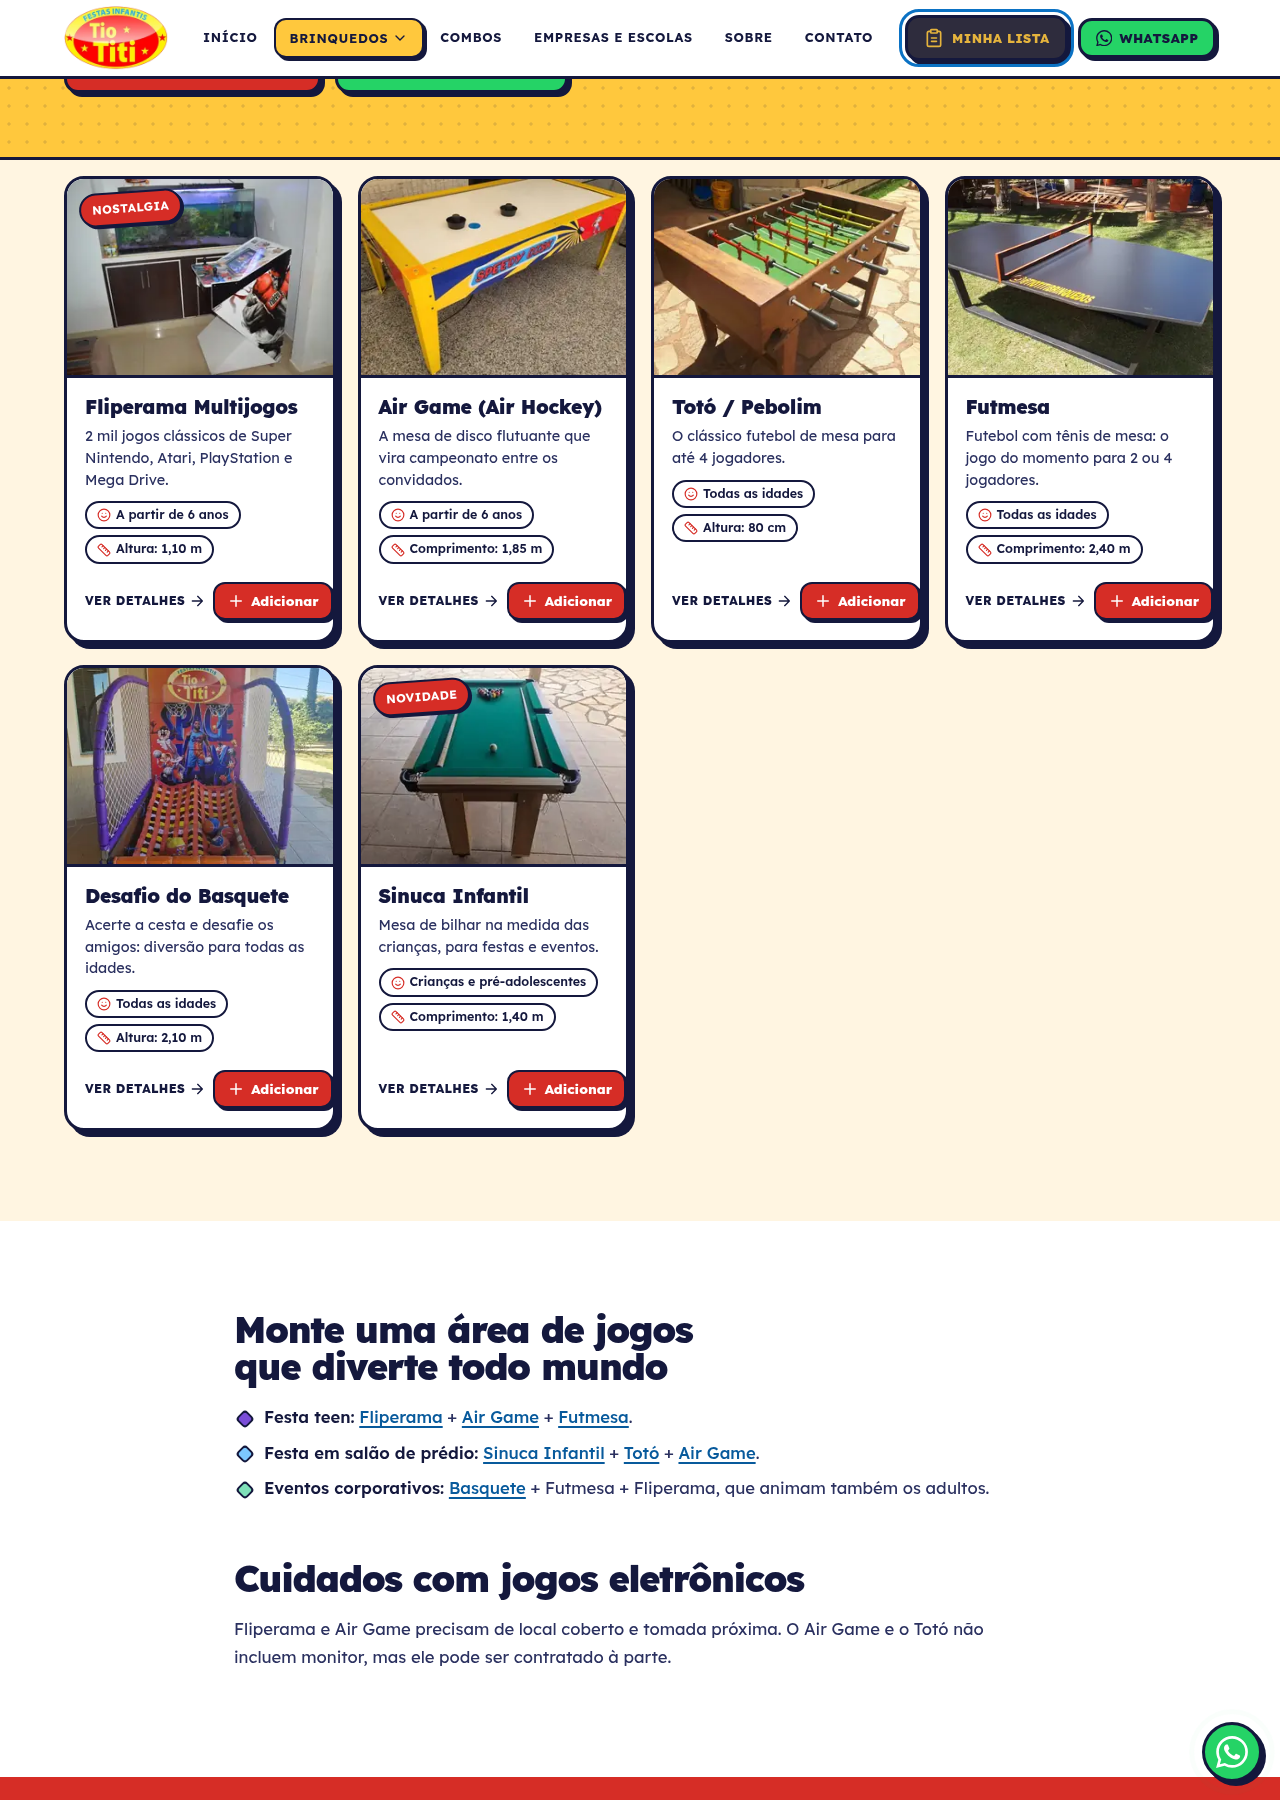 FESTAS INFANTIS
Tio
Titi
INÍCIO
BRINQUEDOS
COMBOS
EMPRESAS E ESCOLAS
SOBRE
CONTATO
MINHA LISTA
WHATSAPP
NOSTALGIA
SPEEDY GAME
Fliperama Multijogos
2 mil jogos clássicos de Super
Nintendo, Atari, PlayStation e
Mega Drive.
A partir de 6 anos
Altura: 1,10 m
VER DETALHES
Adicionar
Air Game (Air Hockey)
A mesa de disco flutuante que
vira campeonato entre os
convidados.
A partir de 6 anos
Comprimento: 1,85 m
VER DETALHES
Adicionar
Totó / Pebolim
O clássico futebol de mesa para
até 4 jogadores.
Todas as idades
Altura: 80 cm
VER DETALHES
Adicionar
Futmesa
Futebol com tênis de mesa: o
jogo do momento para 2 ou 4
jogadores.
Todas as idades
Comprimento: 2,40 m
VER DETALHES
Adicionar
Tio
Titi
SPACE
JAM
Desafio do Basquete
Acerte a cesta e desafie os
amigos: diversão para todas as
idades.
Todas as idades
Altura: 2,10 m
VER DETALHES
Adicionar
NOVIDADE
Sinuca Infantil
Mesa de bilhar na medida das
crianças, para festas e eventos.
Crianças e pré-adolescentes
Comprimento: 1,40 m
VER DETALHES
Adicionar
Monte uma área de jogos
que diverte todo mundo
Festa teen: Fliperama + Air Game + Futmesa.
Festa em salão de prédio: Sinuca Infantil + Totó + Air Game.
Eventos corporativos: Basquete + Futmesa + Fliperama, que animam também os adultos.
Cuidados com jogos eletrônicos
Fliperama e Air Game precisam de local coberto e tomada próxima. O Air Game e o Totó não
incluem monitor, mas ele pode ser contratado à parte.